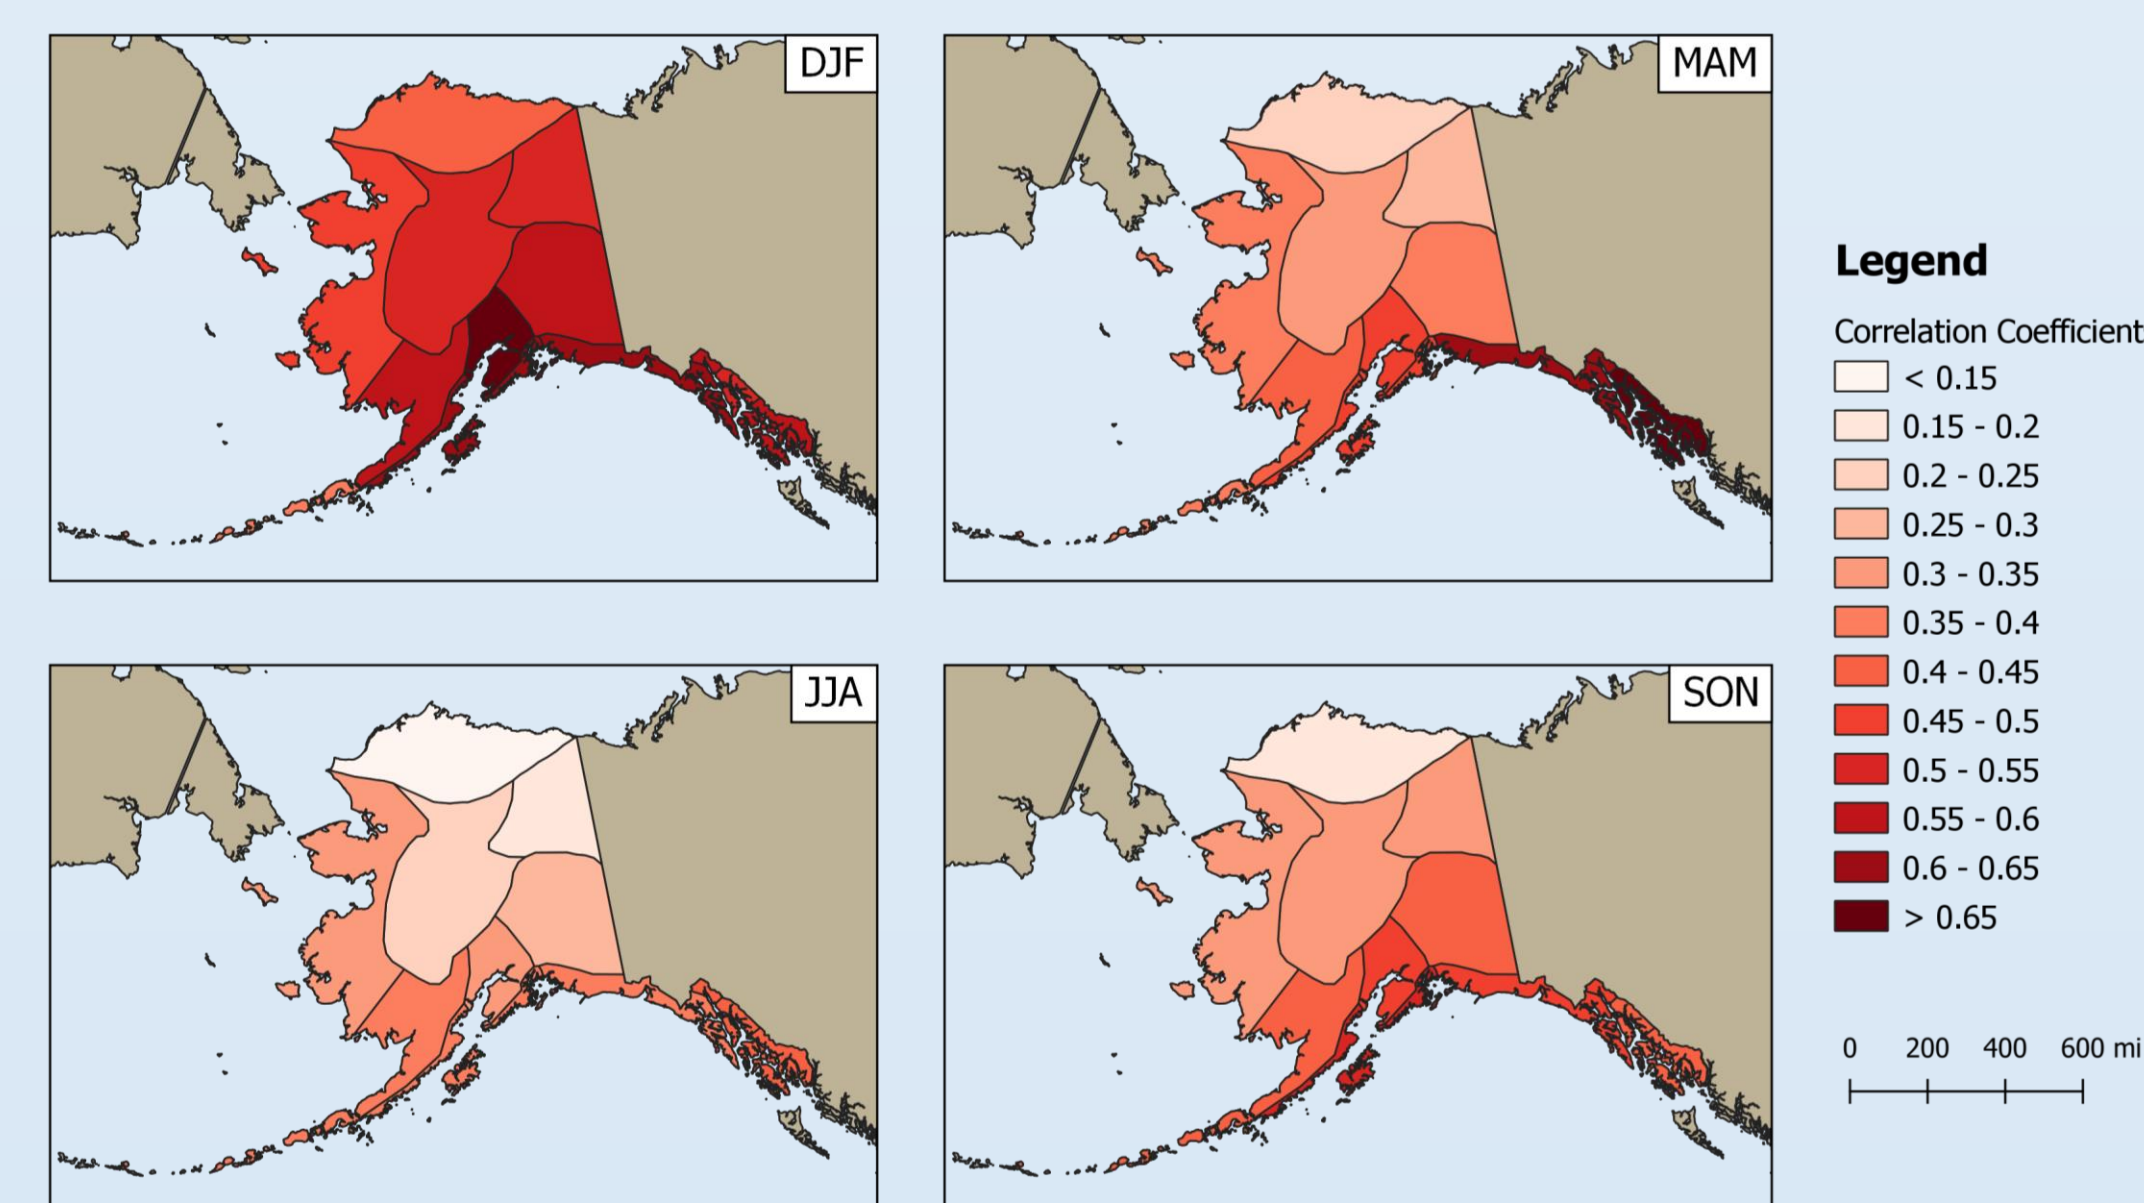 DJF
MAM
JJA
SON
Legend
Correlation Coefficient
< 0.15
0.15 - 0.2
0.2 - 0.25
0.25 - 0.3
0.3 - 0.35
0.35 - 0.4
0.4 - 0.45
0.45 - 0.5
0.5 - 0.55
0.55 - 0.6
0.6 - 0.65
> 0.65
0 200 400 600 mi